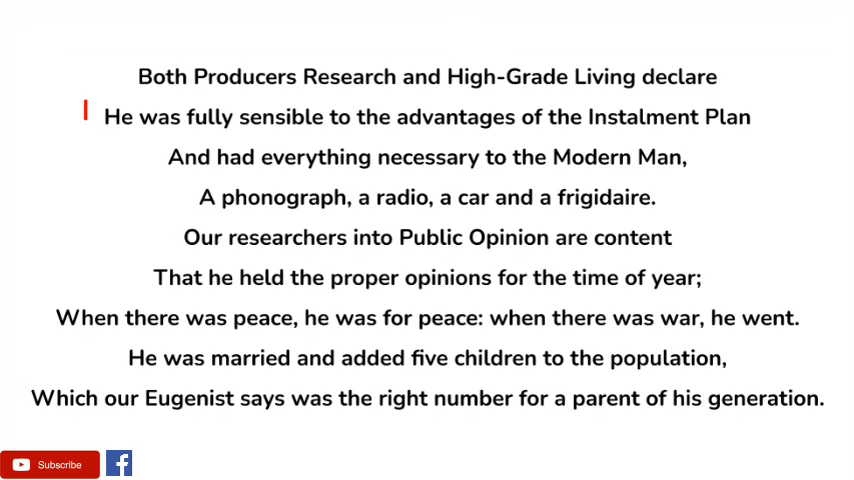 Both Producers Research and High-Grade Living declare
He was fully sensible to the advantages of the Instalment Plan
And had everything necessary to the Modern Man,
A phonograph, a radio, a car and a frigidaire.
Our researchers into Public Opinion are content
That he held the proper opinions for the time of year;
When there was peace, he was for peace: when there was war, he went.
He was married and added five children to the population,
Which our Eugenist says was the right number for a parent of his generation.
Subscribe